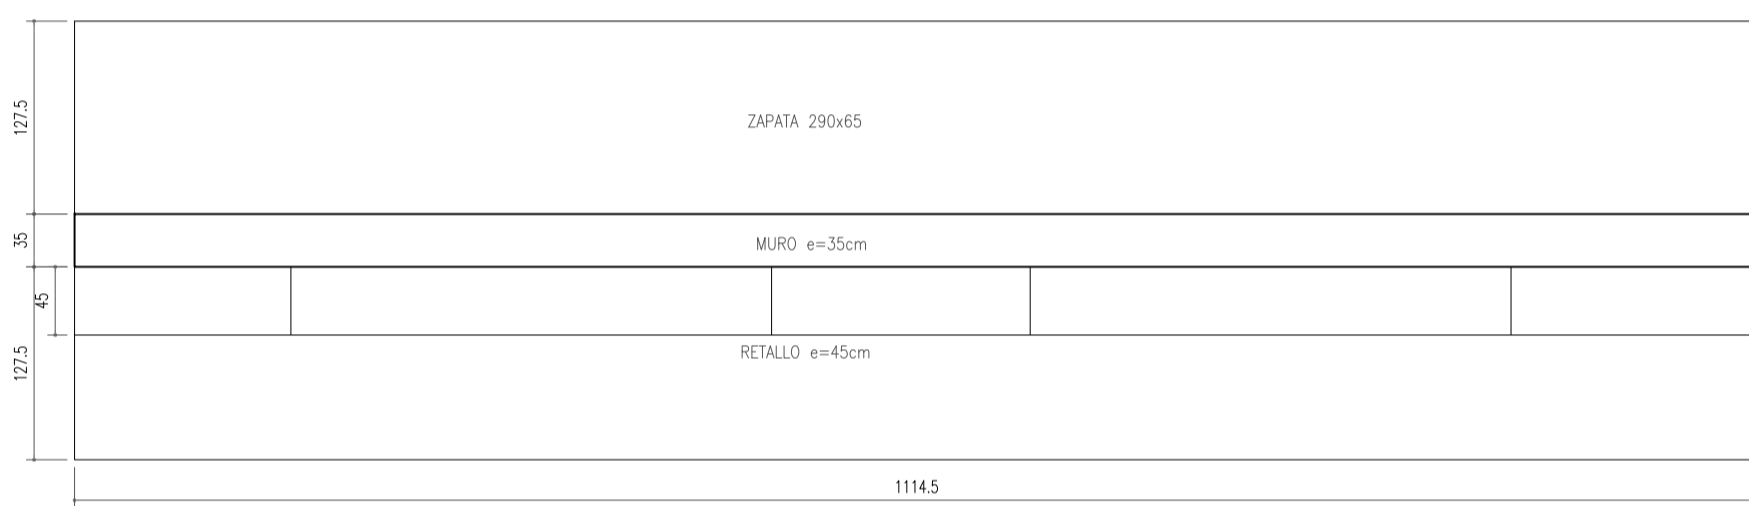 127.5
ZAPATA 290x65
35
MURO e=35cm
45
127.5
RETALLO e=45cm
1114.5